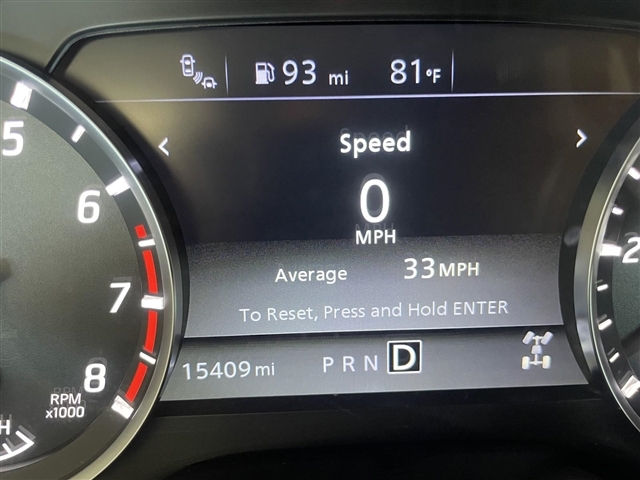 93 mi 81°F
Speed
0
MPH
Average 33 MPH
To Reset, Press and Hold ENTER
15409 mi P R N D
5
6
7
8
RPM
x1000
H
2